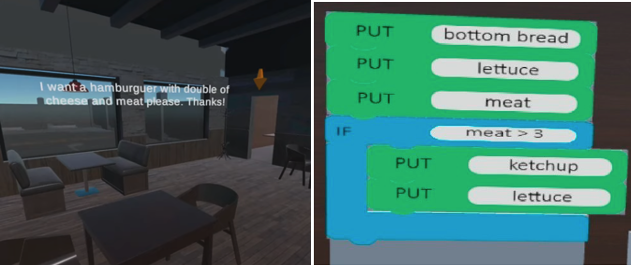 I want a hamburguer with double of
cheese and meat please. Thanks!
PUT bottom bread
PUT lettuce
PUT meat
IF meat > 3
PUT ketchup
PUT lettuce